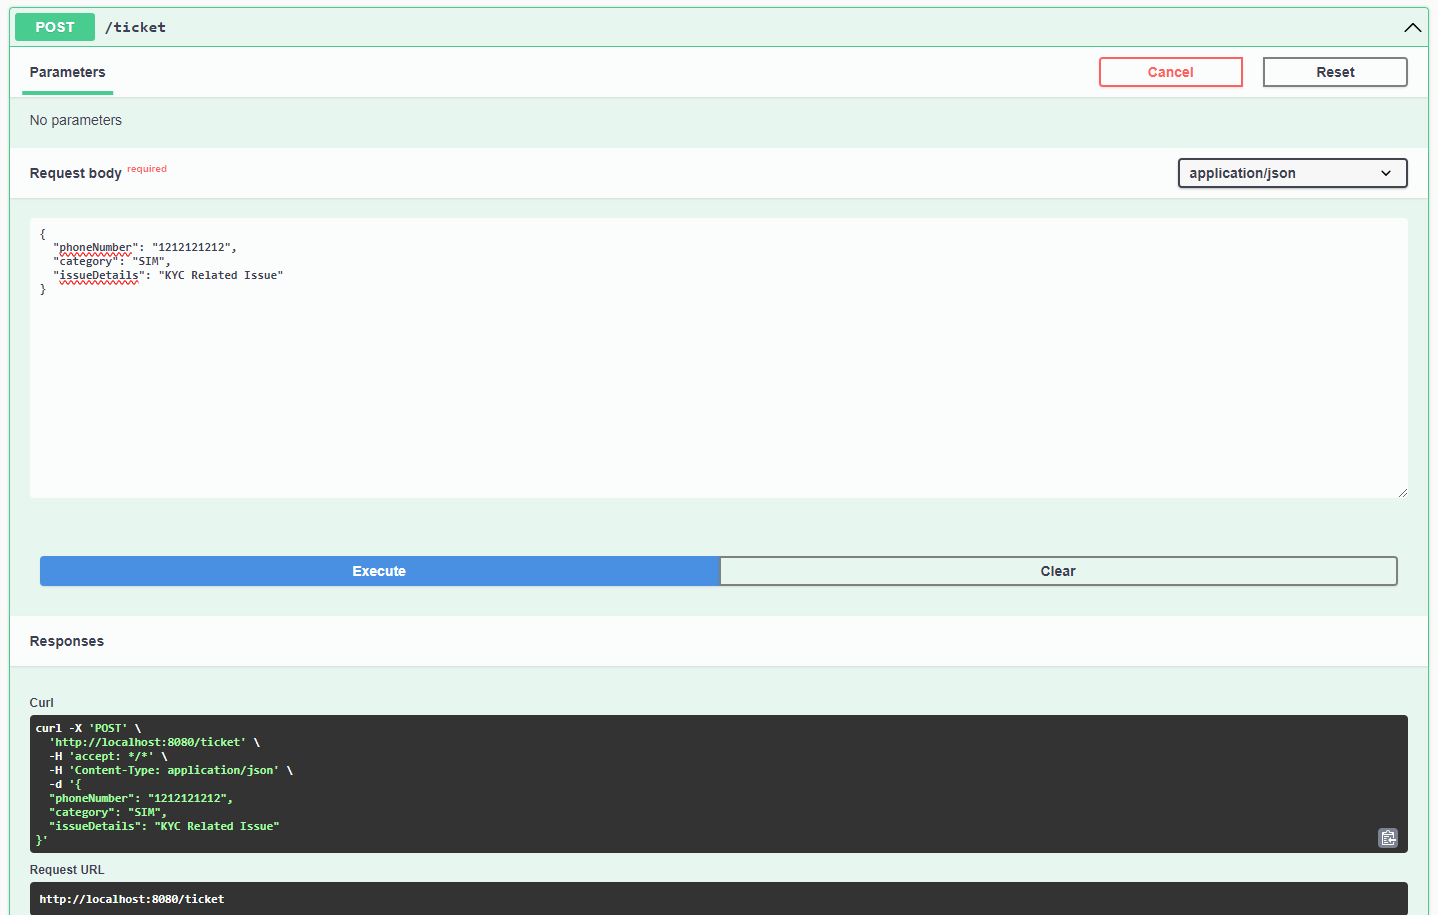 POST /ticket
Parameters
Cancel
Reset
No parameters
Request body required
application/json
{
  "phoneNumber": "1212121212",
  "category": "SIM",
  "issueDetails": "KYC Related Issue"
}
Execute
Clear
Responses
Curl
curl -X 'POST' \
  'http://localhost:8080/ticket' \
  -H 'accept: */*' \
  -H 'Content-Type: application/json' \
  -d '{
  "phoneNumber": "1212121212",
  "category": "SIM",
  "issueDetails": "KYC Related Issue"
}'
Request URL
http://localhost:8080/ticket